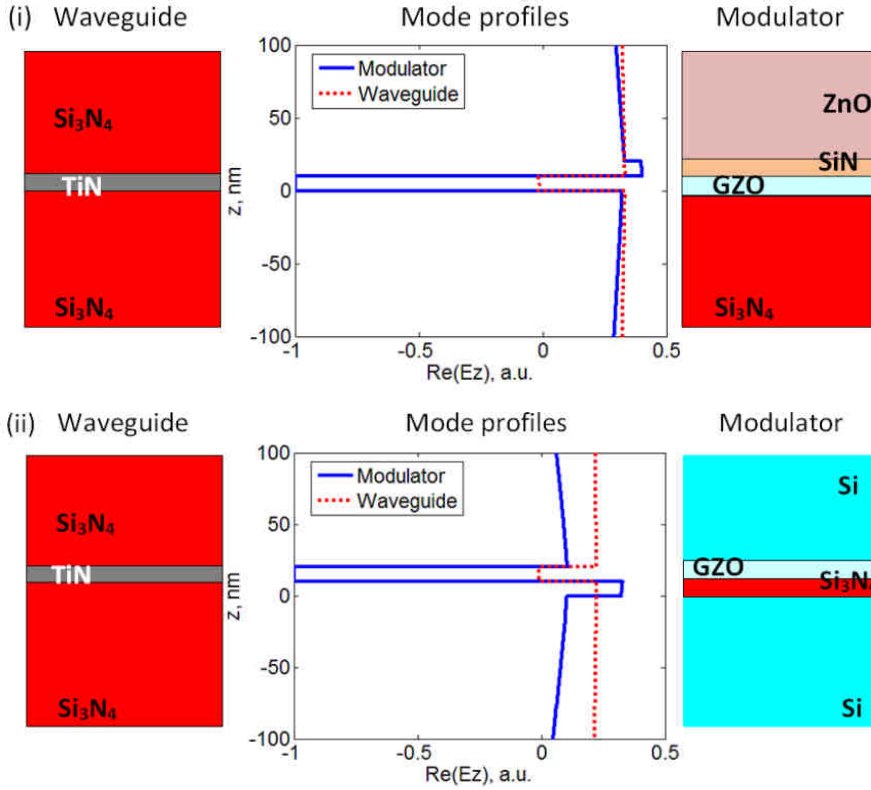 (i) Waveguide Mode profiles Modulator
Si₃N₄
TiN
Si₃N₄
z, nm
100
50
0
-50
-100
Modulator
Waveguide
-1 -0.5 0 0.5
Re(Ez), a.u.
ZnO
SiN
GZO
Si₃N₄
(ii) Waveguide Mode profiles Modulator
Si₃N₄
TiN
Si₃N₄
z, nm
100
50
0
-50
-100
Modulator
Waveguide
-1 -0.5 0 0.5
Re(Ez), a.u.
Si
GZO
Si₃N₄
Si